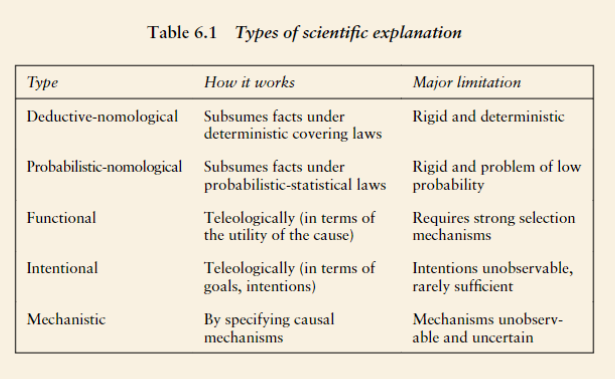 Table 6.1 Types of scientific explanation
Type How it works Major limitation
Deductive-nomological Subsumes facts under Rigid and deterministic
deterministic covering laws
Probabilistic-nomological Subsumes facts under Rigid and problem of low
probabilistic-statistical laws probability
Functional Teleologically (in terms of Requires strong selection
the utility of the cause) mechanisms
Intentional Teleologically (in terms of Intentions unobservable,
goals, intentions) rarely sufficient
Mechanistic By specifying causal Mechanisms unobserv-
mechanisms able and uncertain